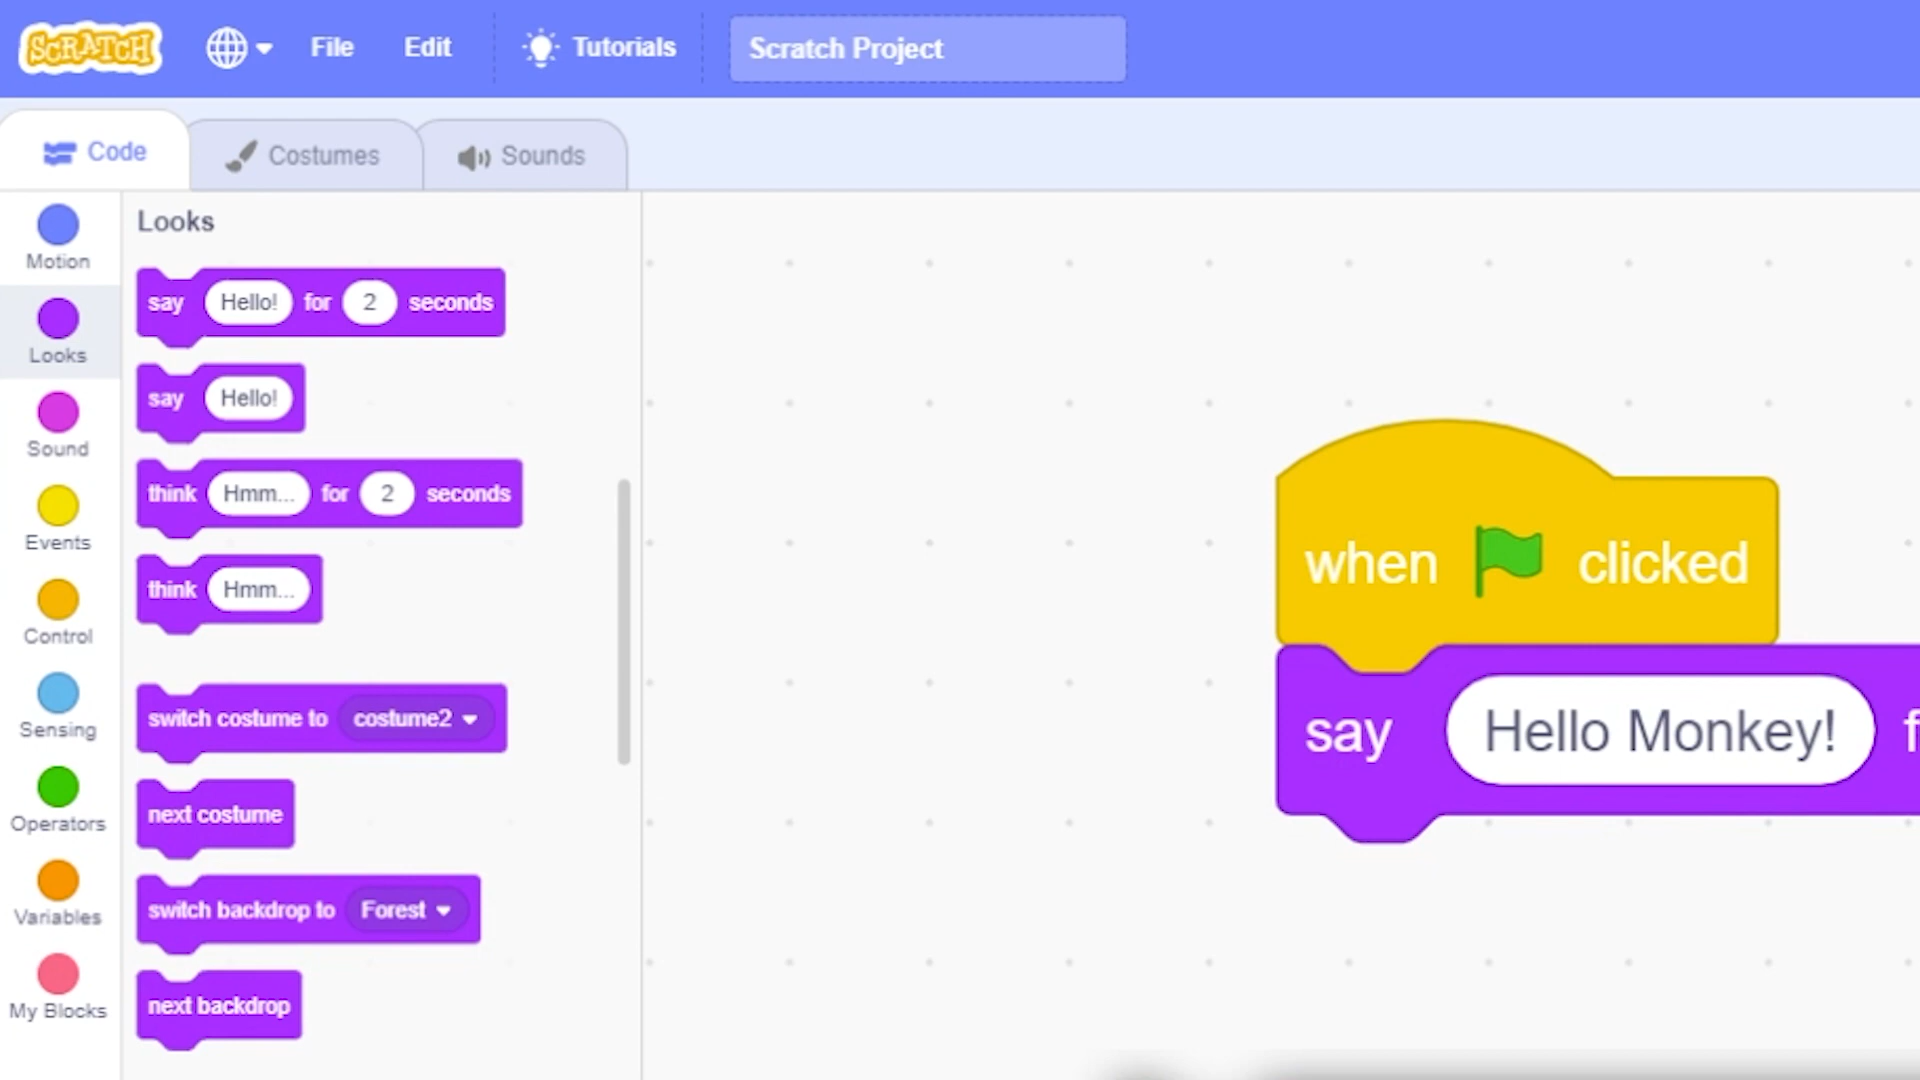 SCRATCH File Edit Tutorials Scratch Project
Code Costumes Sounds
Motion
Looks
Sound
Events
Control
Sensing
Operators
Variables
My Blocks
Looks
say Hello! for 2 seconds
say Hello!
think Hmm... for 2 seconds
think Hmm...
switch costume to costume2
next costume
switch backdrop to Forest
next backdrop
when clicked
say Hello Monkey! f